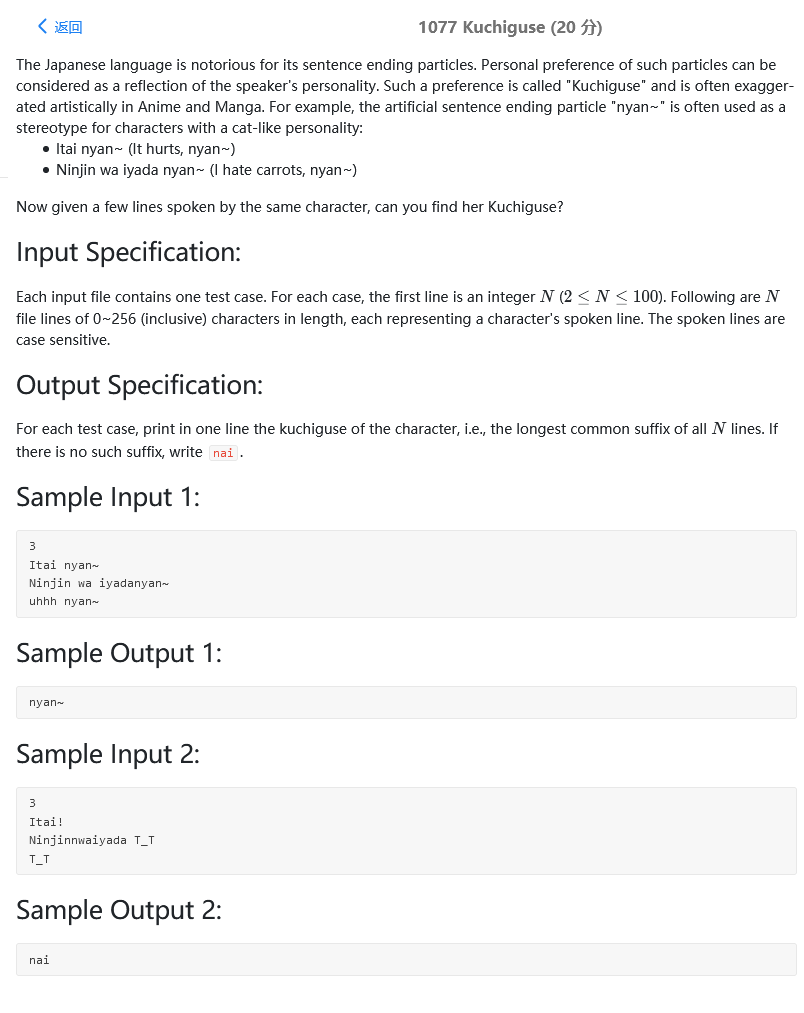 返回
1077 Kuchiguse (20 分)
The Japanese language is notorious for its sentence ending particles. Personal preference of such particles can be
considered as a reflection of the speaker's personality. Such a preference is called "Kuchiguse" and is often exagger-
ated artistically in Anime and Manga. For example, the artificial sentence ending particle "nyan~" is often used as a
stereotype for characters with a cat-like personality:
• Itai nyan~ (It hurts, nyan~)
• Ninjin wa iyada nyan~ (I hate carrots, nyan~)
Now given a few lines spoken by the same character, can you find her Kuchiguse?
Input Specification:
Each input file contains one test case. For each case, the first line is an integer N (2 ≤ N ≤ 100). Following are N
file lines of 0~256 (inclusive) characters in length, each representing a character's spoken line. The spoken lines are
case sensitive.
Output Specification:
For each test case, print in one line the kuchiguse of the character, i.e., the longest common suffix of all N lines. If
there is no such suffix, write nai.
Sample Input 1:
3
Itai nyan~
Ninjin wa iyadanyan~
uhhh nyan~
Sample Output 1:
nyan~
Sample Input 2:
3
Itai!
Ninjinnwaiyada T_T
T_T
Sample Output 2:
nai